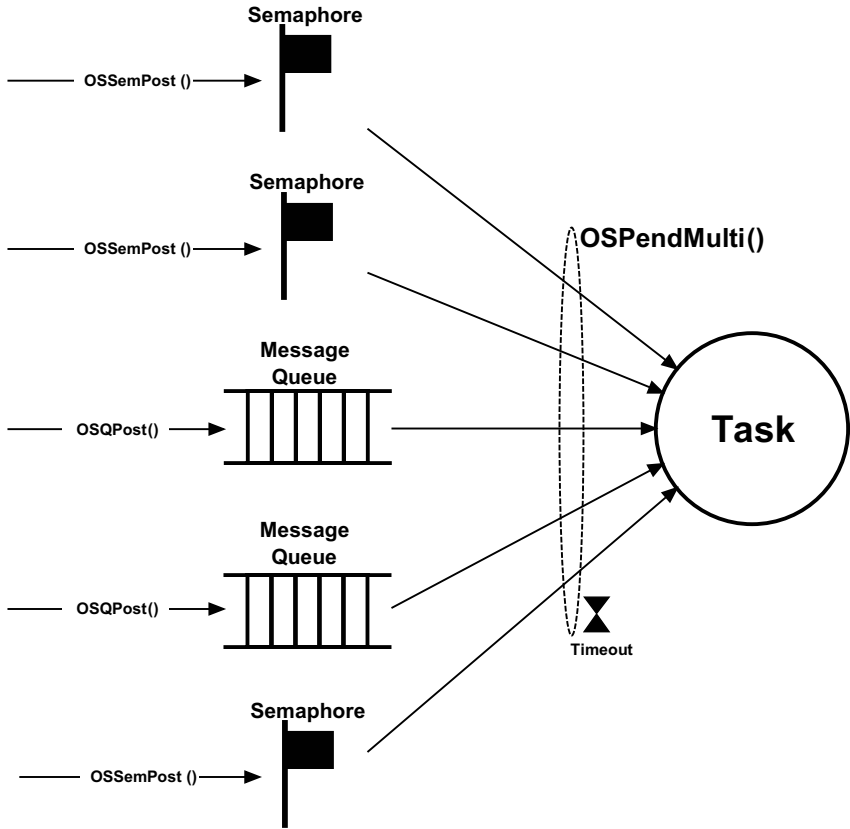 Semaphore
OSSemPost ()
Semaphore
OSSemPost ()
OSPendMulti()
Message
Queue
OSQPost()
Task
Message
Queue
OSQPost()
Timeout
Semaphore
OSSemPost ()